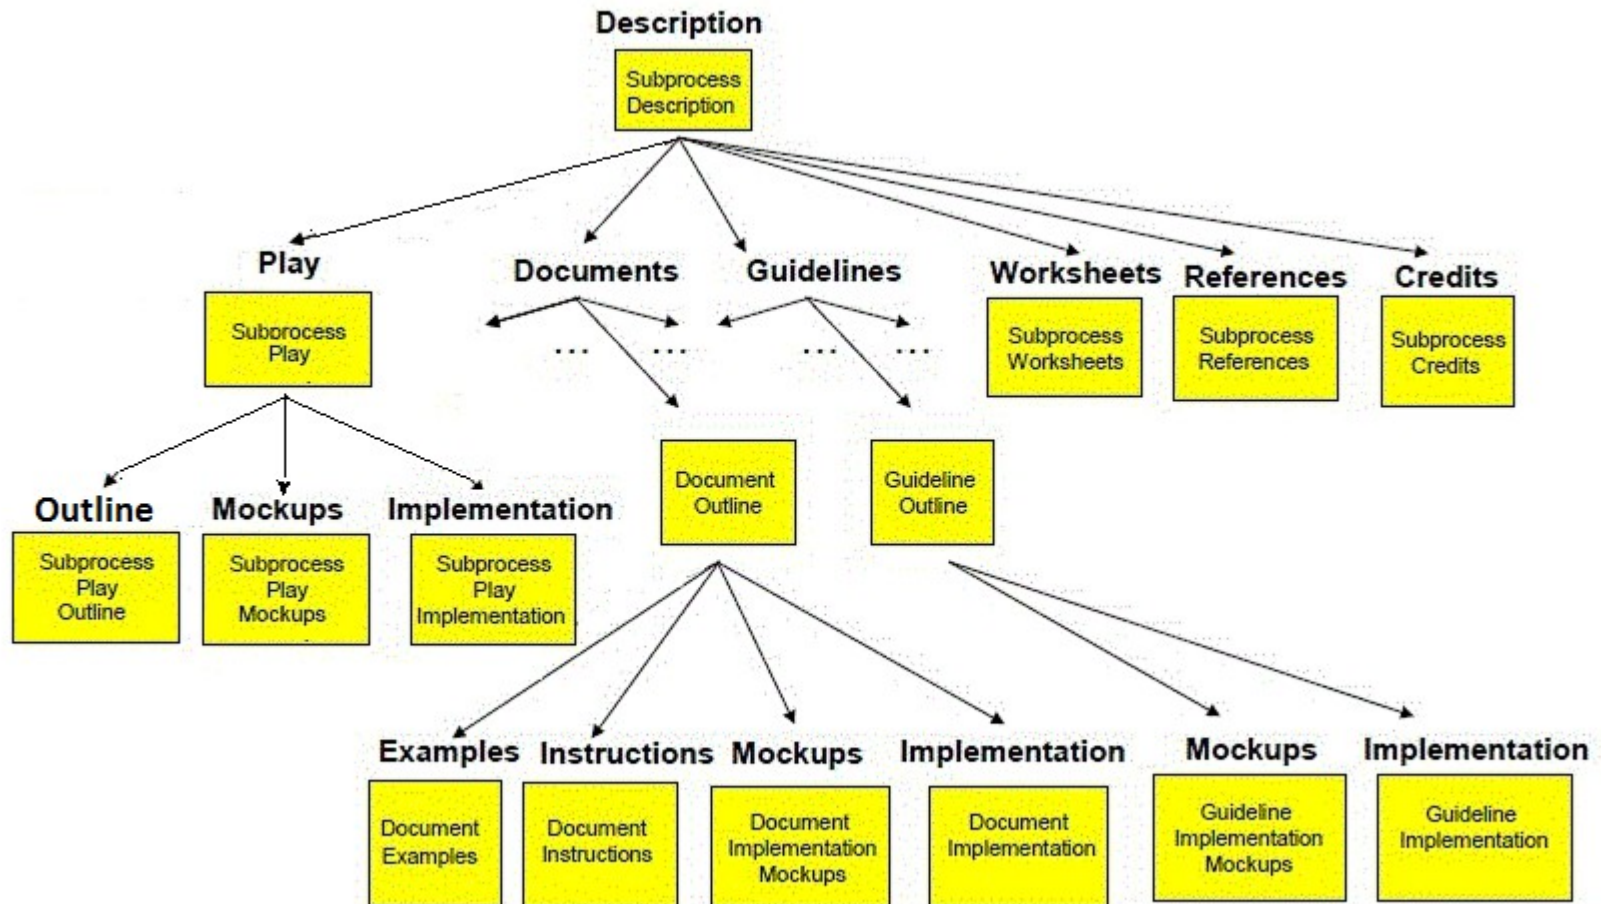 Description
Subprocess
Description
Play
Documents
Guidelines
Worksheets
References
Credits
Subprocess
Play
...
...
...
...
Subprocess
Worksheets
Subprocess
References
Subprocess
Credits
Outline
Mockups
Implementation
Document
Outline
Guideline
Outline
Subprocess
Play
Outline
Subprocess
Play
Mockups
Subprocess
Play
Implementation
Examples
Instructions
Mockups
Implementation
Mockups
Implementation
Document
Examples
Document
Instructions
Document
Implementation
Mockups
Document
Implementation
Guideline
Implementation
Mockups
Guideline
Implementation